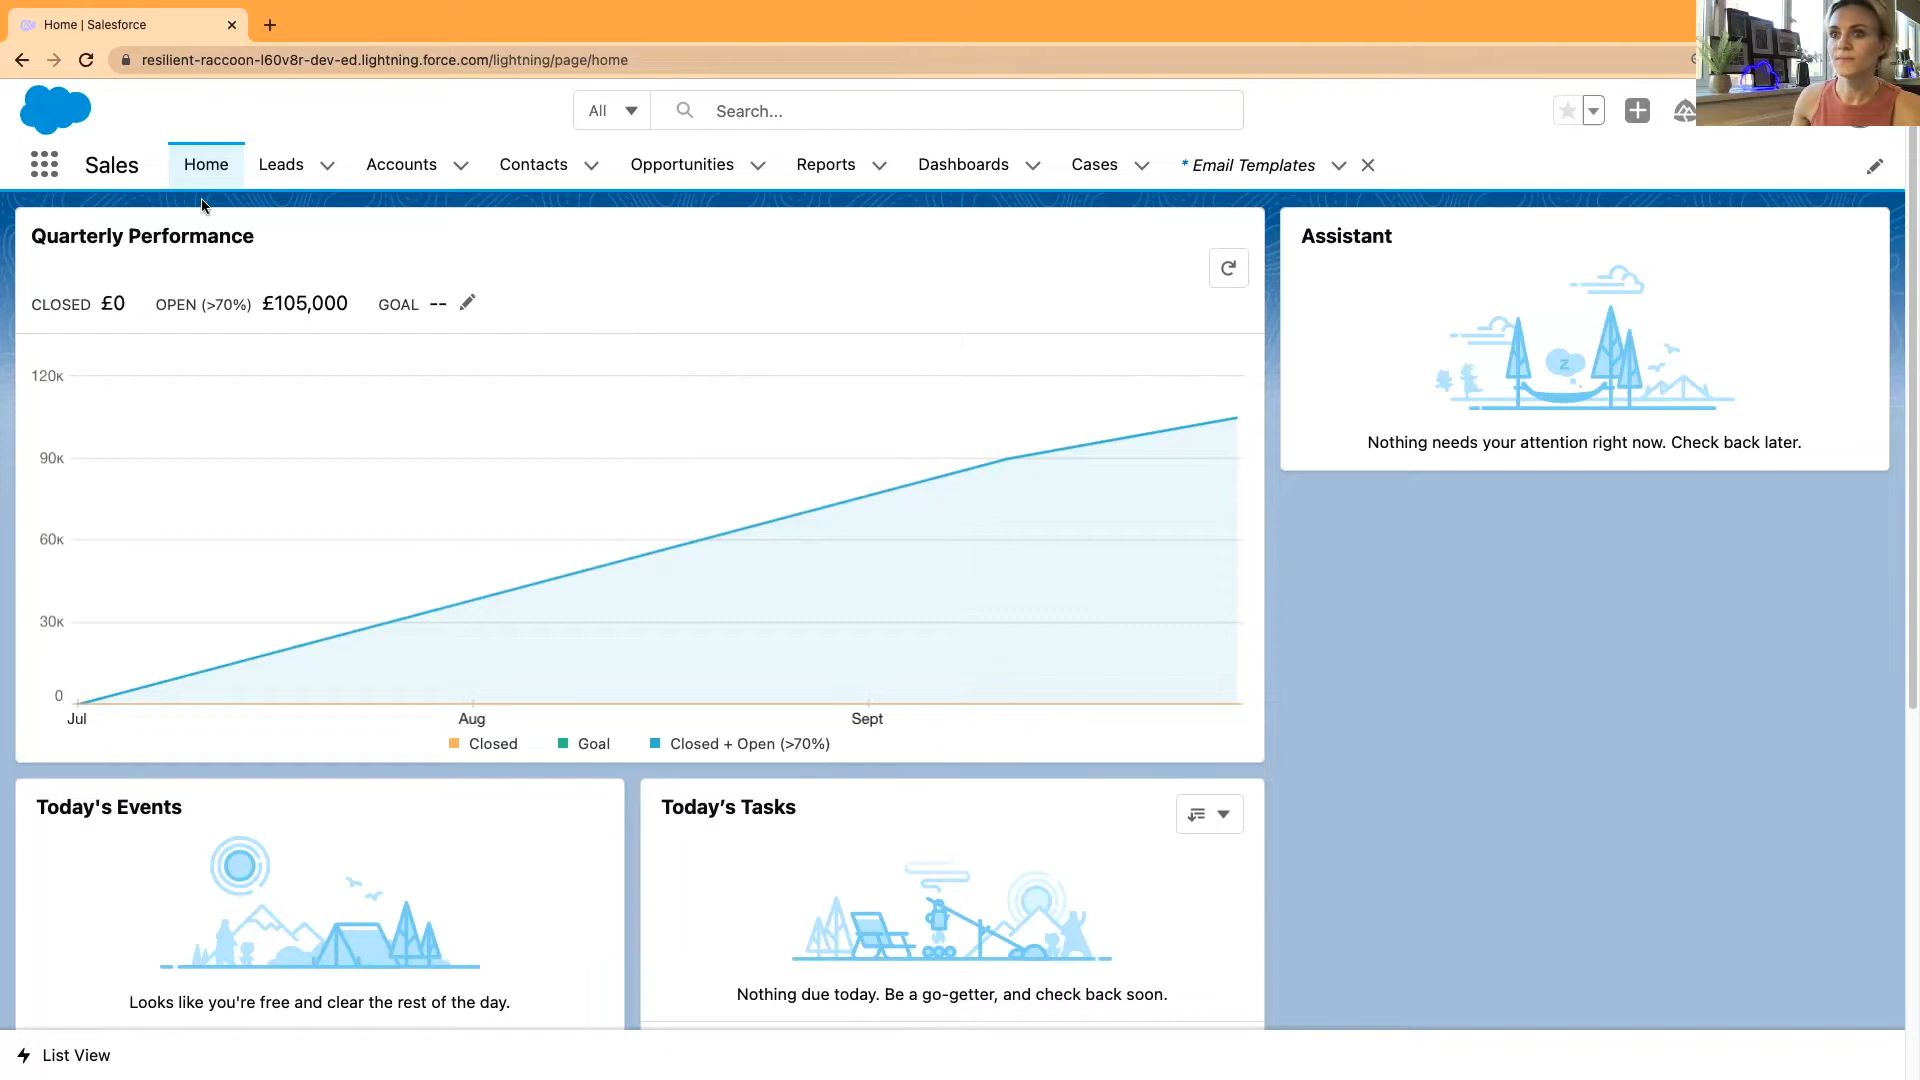 Home | Salesforce
resilient-raccoon-l60v8r-dev-ed.lightning.force.com/lightning/page/home
All
Search...
Sales
Home
Leads
Accounts
Contacts
Opportunities
Reports
Dashboards
Cases
* Email Templates
Quarterly Performance
CLOSED £0 OPEN (>70%) £105,000 GOAL --
120K
90K
60K
30K
0
Jul
Aug
Sept
Closed
Goal
Closed + Open (>70%)
Assistant
z
Nothing needs your attention right now. Check back later.
Today's Events
Looks like you're free and clear the rest of the day.
Today’s Tasks
Nothing due today. Be a go-getter, and check back soon.
List View